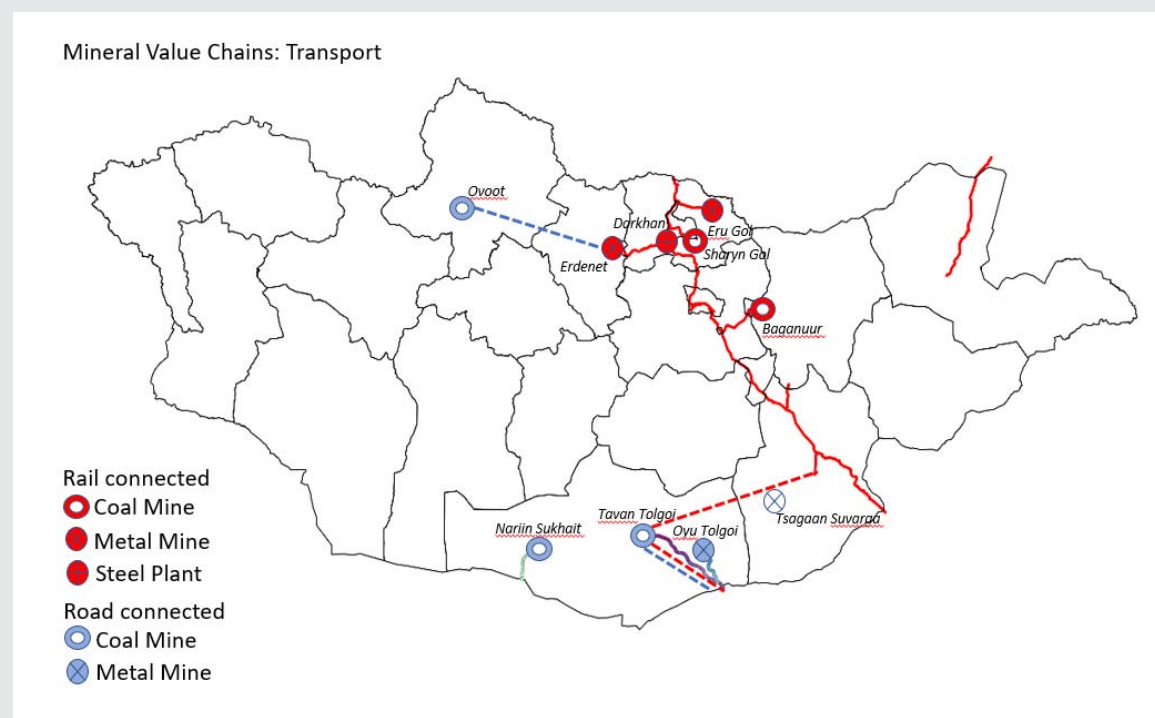 Mineral Value Chains: Transport
Ovoot
Darkhan
Eru Gol
Sharyn Gol
Erdenet
Baganuur
Rail connected
Coal Mine
Metal Mine
Steel Plant
Road connected
Coal Mine
Metal Mine
Nariin Sukhait
Tavan Tolgoi
Oyu Tolgoi
Tsagaan Suvaraa